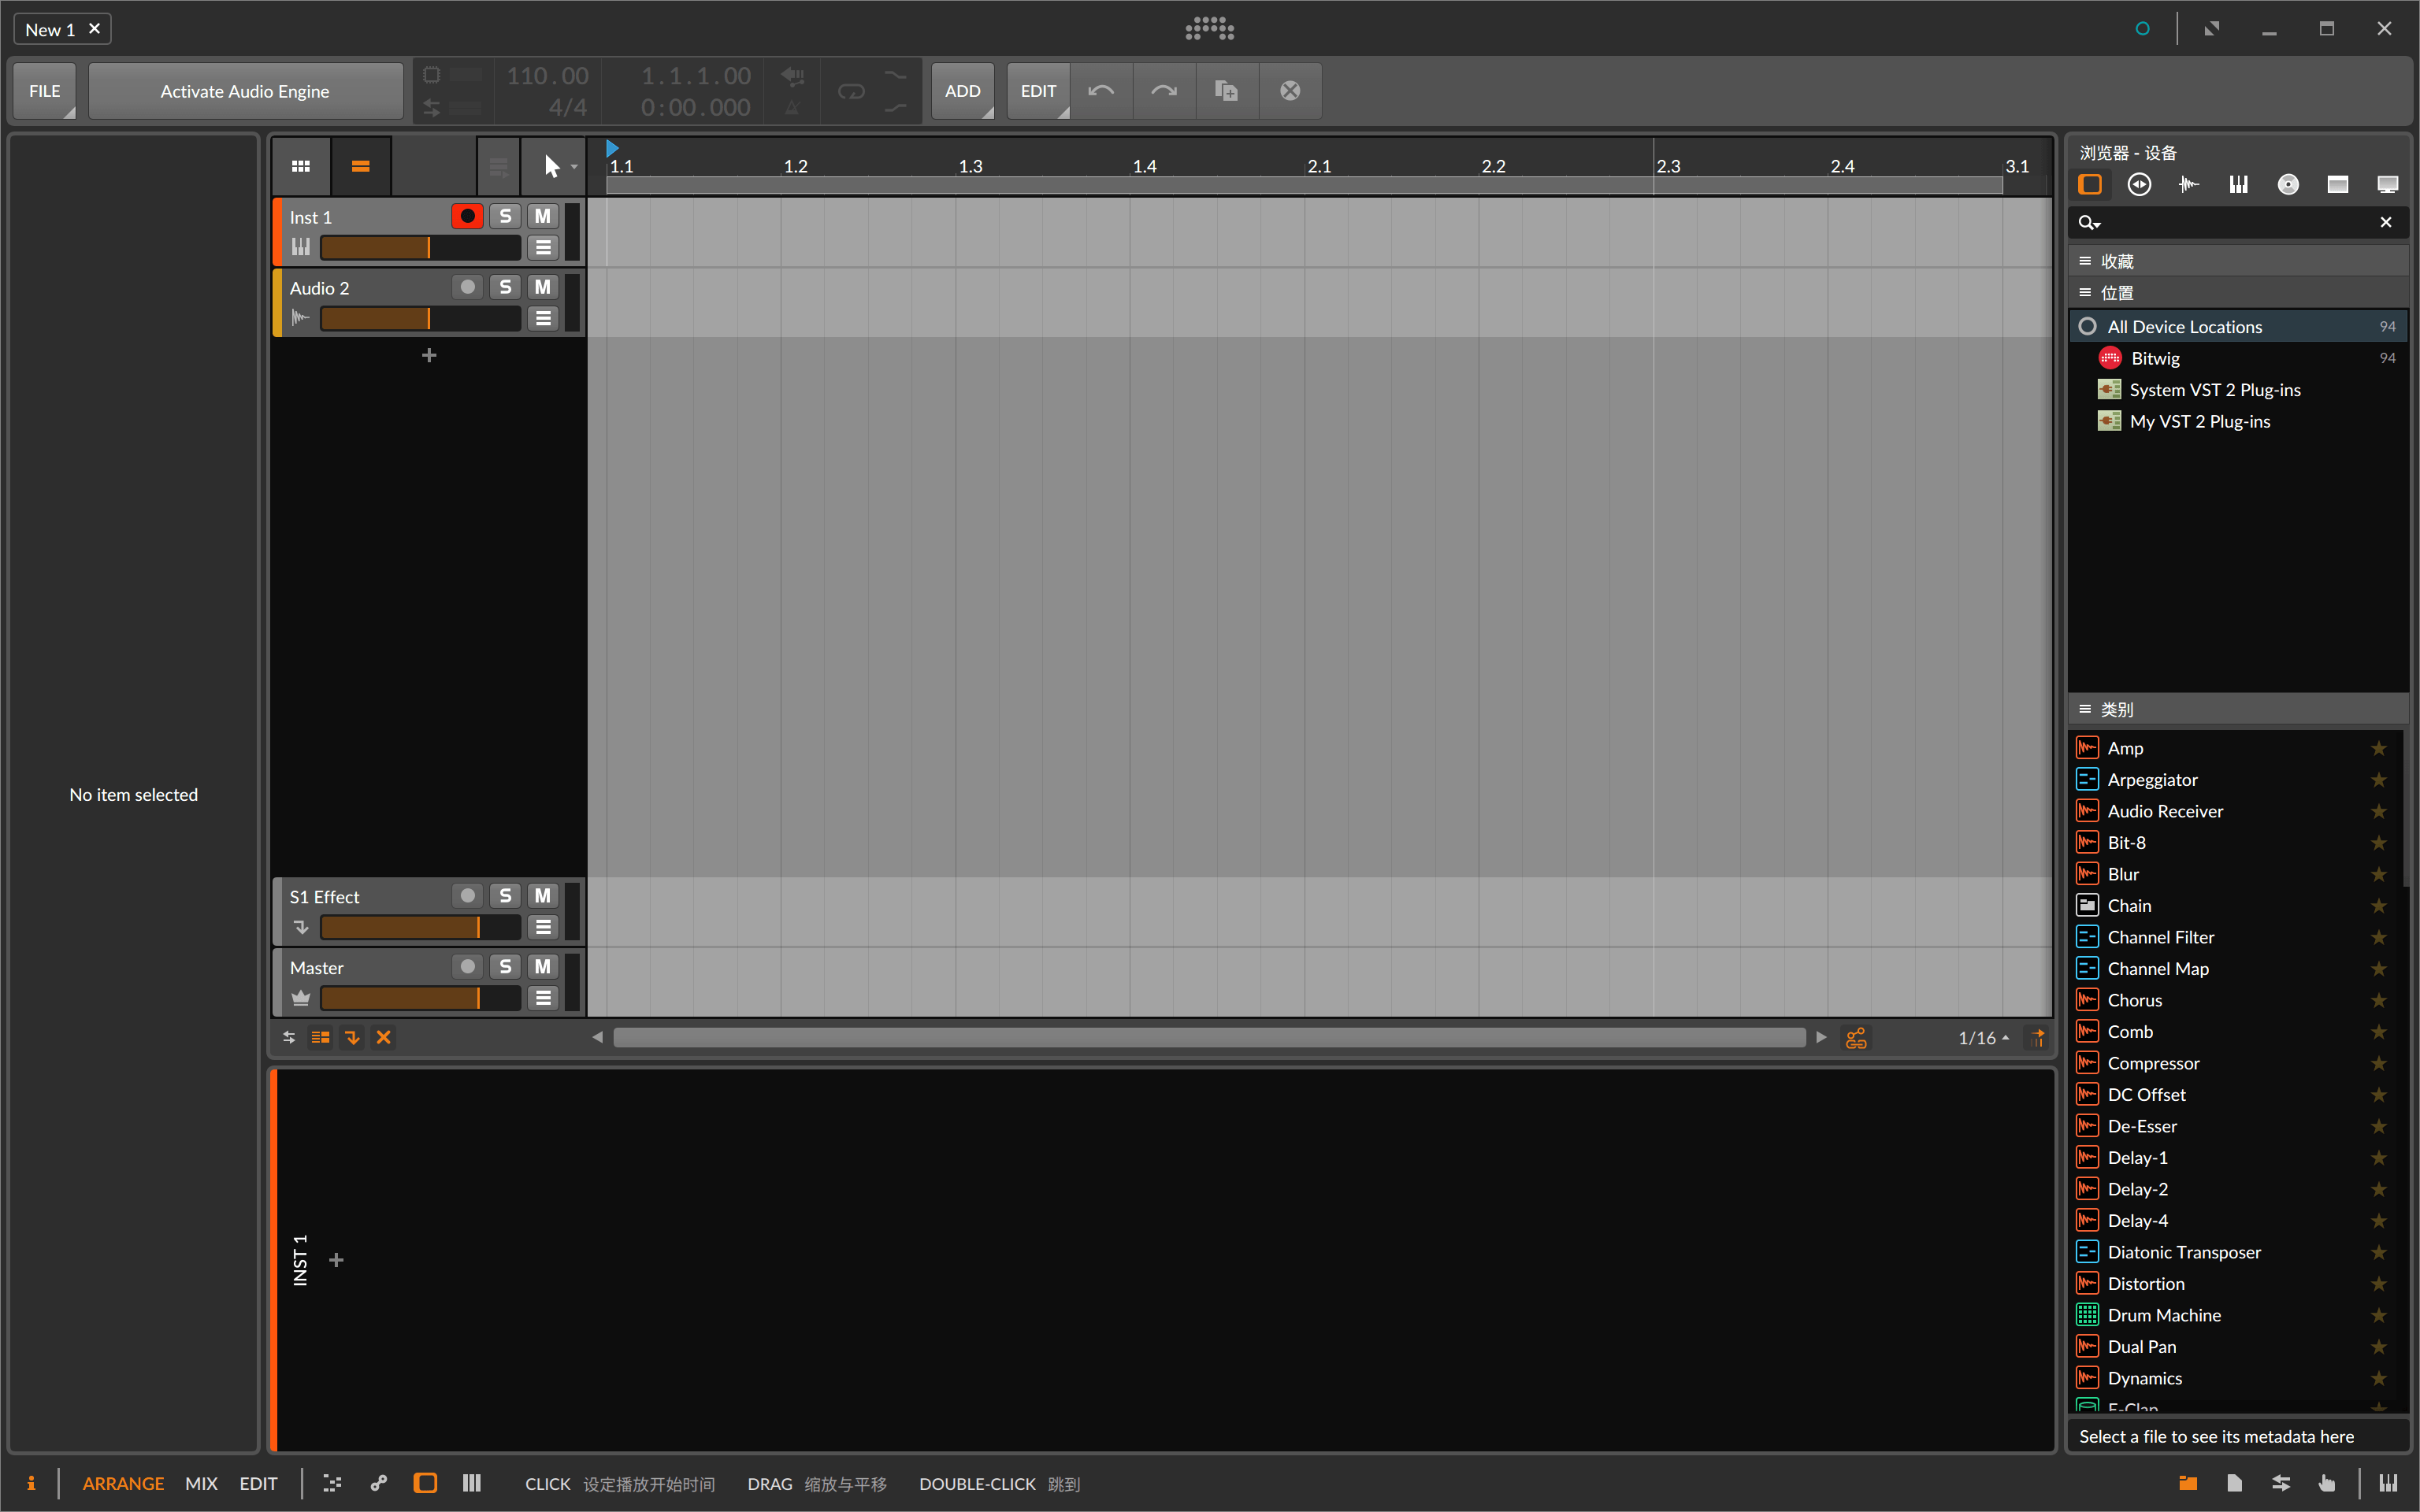 New 1
FILE
Activate Audio Engine
110.00
4/4
1.1.1.00
0:00.000
ADD
EDIT
1.1
1.2
1.3
1.4
2.1
2.2
2.3
2.4
3.1
Inst 1
S
M
Audio 2
S
M
No item selected
S1 Effect
S
M
Master
S
M
1/16
INST 1
浏览器 - 设备
收藏
位置
All Device Locations 94
Bitwig 94
System VST 2 Plug-ins
My VST 2 Plug-ins
类别
Amp
Arpeggiator
Audio Receiver
Bit-8
Blur
Chain
Channel Filter
Channel Map
Chorus
Comb
Compressor
DC Offset
De-Esser
Delay-1
Delay-2
Delay-4
Diatonic Transposer
Distortion
Drum Machine
Dual Pan
Dynamics
E-Clap
Select a file to see its metadata here
ARRANGE MIX EDIT
CLICK 设定播放开始时间 DRAG 缩放与平移 DOUBLE-CLICK 跳到